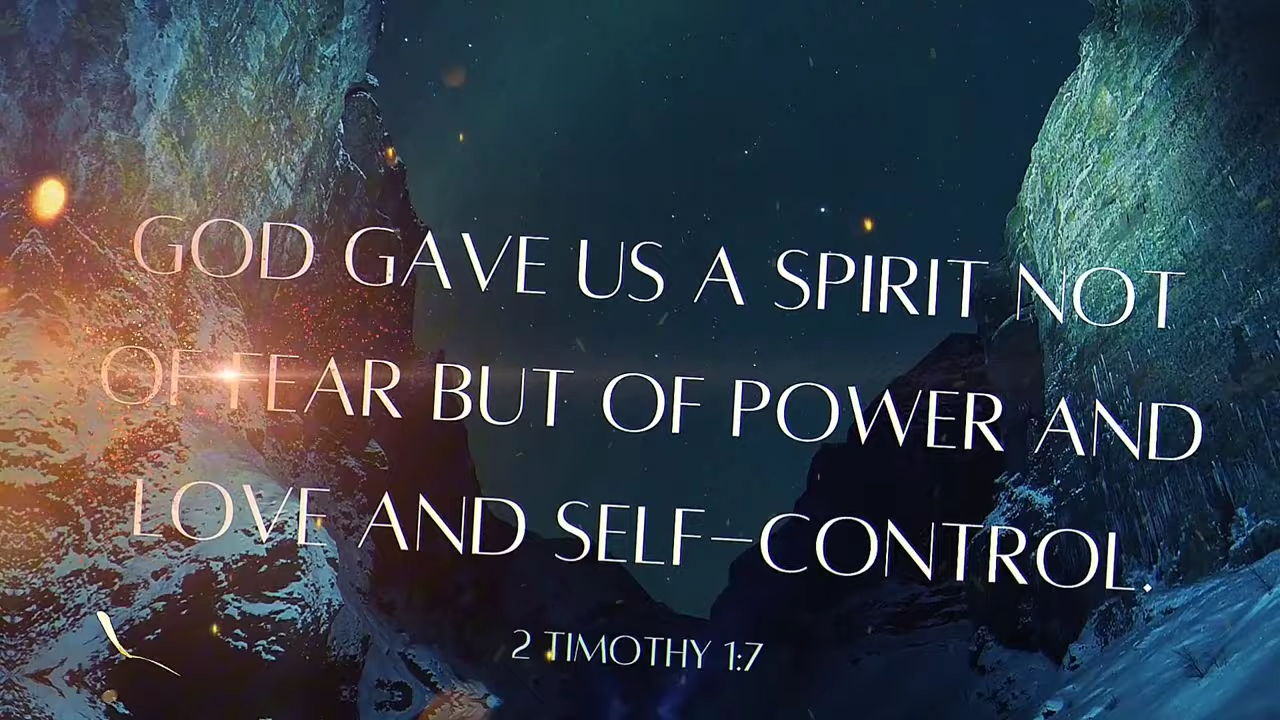 GOD GAVE US A SPIRIT NOT
OF FEAR BUT OF POWER AND
LOVE AND SELF-CONTROL.
2 TIMOTHY 1:7